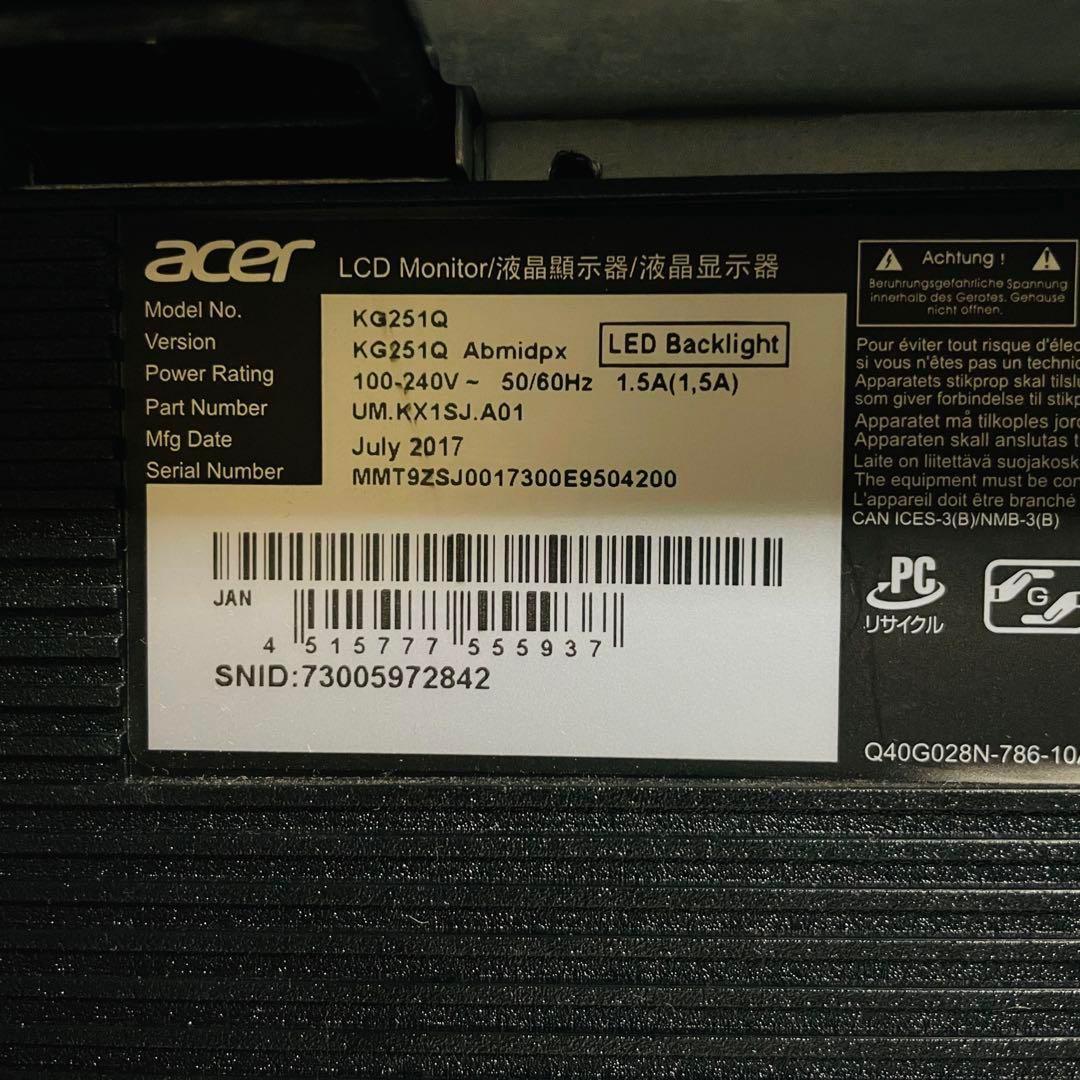 acer LCD Monitor/液晶顯示器/液晶显示器
Model No. KG251Q
Version KG251Q Abmidpx LED Backlight
Power Rating 100-240V ~ 50/60Hz 1.5A(1,5A)
Part Number UM.KX1SJ.A01
Mfg Date July 2017
Serial Number MMT9ZSJ0017300E9504200
JAN
4 515777 555937
SNID:73005972842
Achtung !
Beruhrungsgefahrliche Spannung
innerhalb des Gerates. Gehause
nicht offnen.
Pour éviter tout risque d'élec
si vous n'êtes pas un technic
Apparatets stikprop skal tilslu
som giver forbindelse til stikp
Apparatet må tilkoples jord
Apparaten skall anslutas t
Laite on liitettävä suojakosk
The equipment must be con
L'appareil doit être branché
CAN ICES-3(B)/NMB-3(B)
PC
リサイクル
G
Q40G028N-786-10A